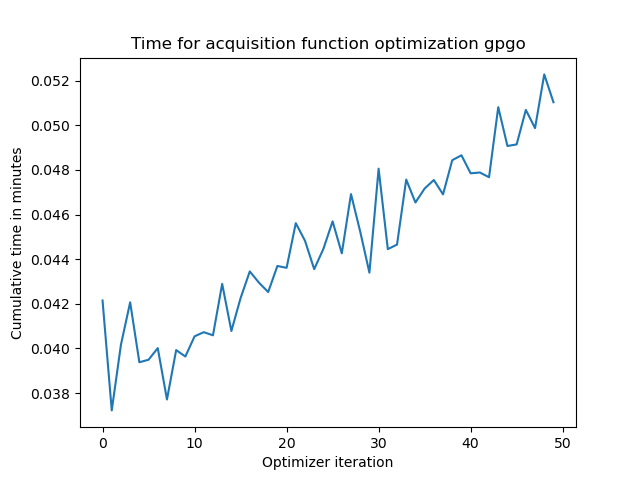 Time for acquisition function optimization gpgo
0.052
0.050
0.048
0.046
0.044
0.042
0.040
0.038
Cumulative time in minutes
0 10 20 30 40 50
Optimizer iteration